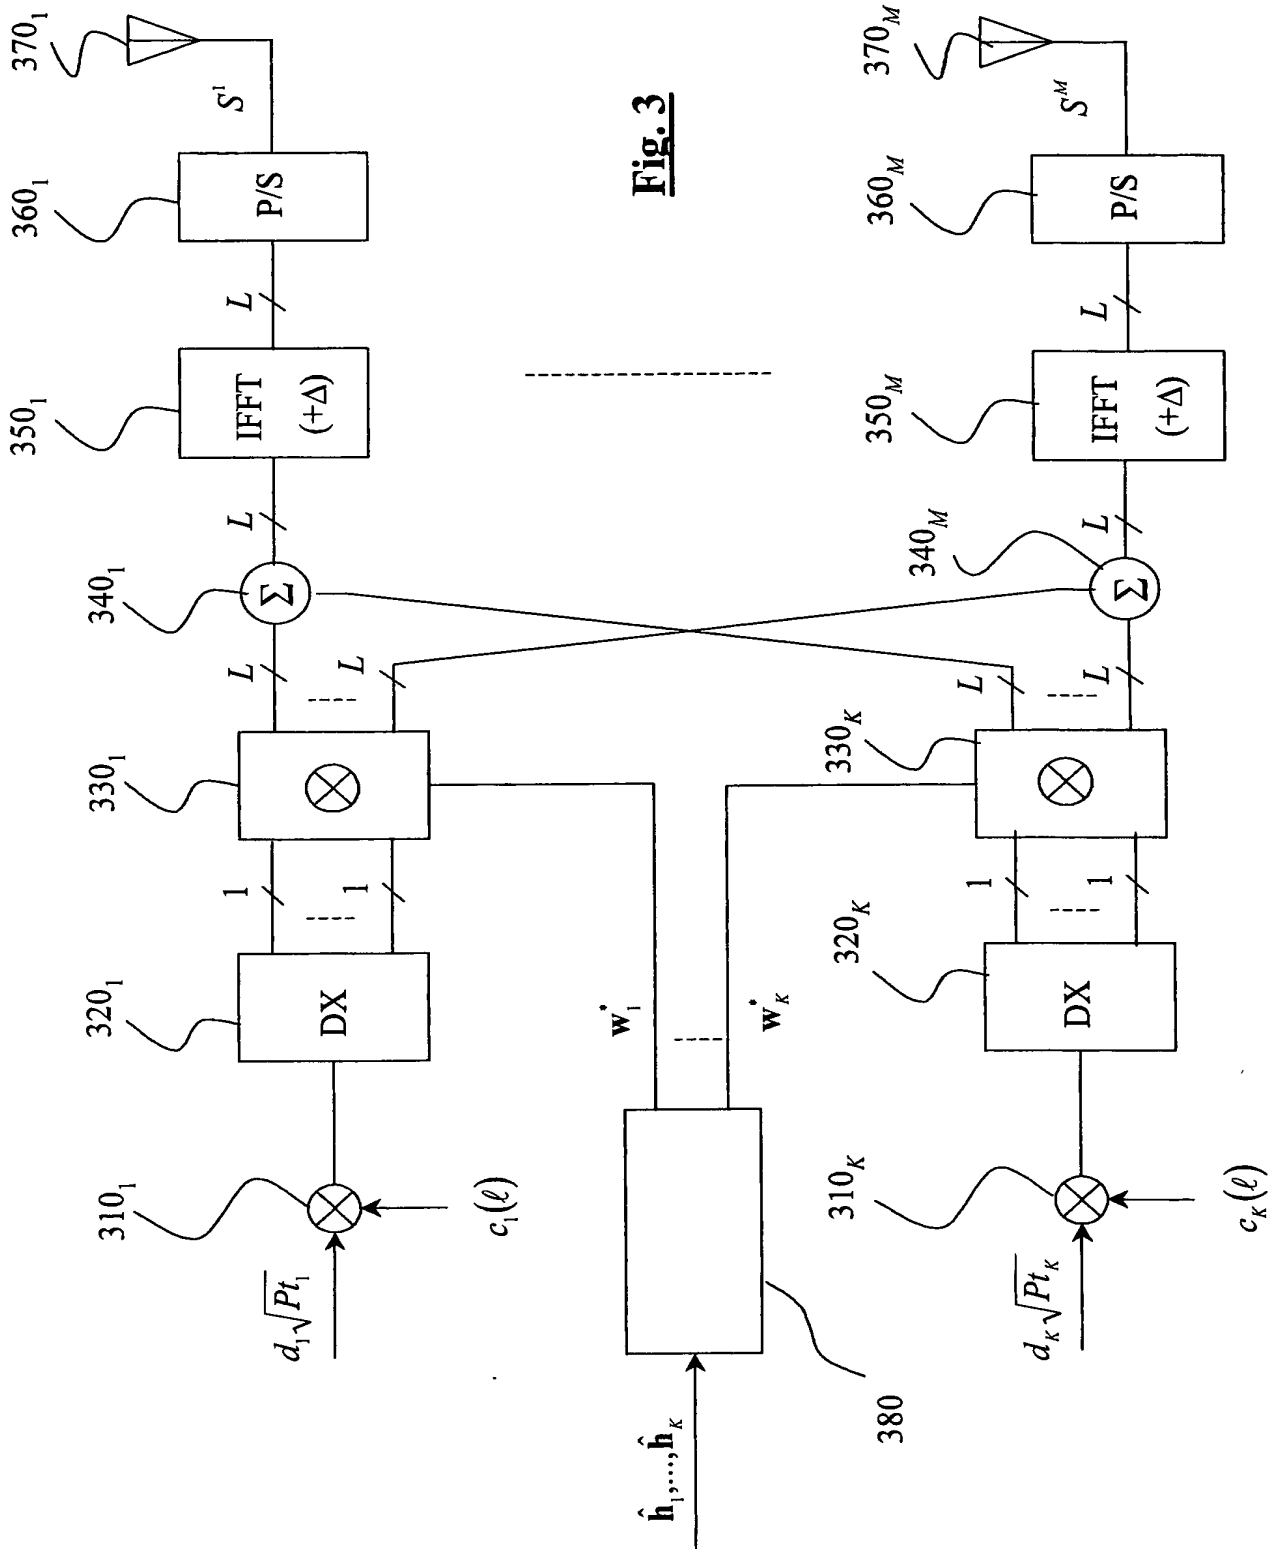 d₁√Pt₁
c₁(ℓ)
310₁
DX
320₁
1
1
330₁
L
L
Σ
340₁
L
IFFT
(+Δ)
350₁
L
P/S
360₁
S¹
370₁
ĥ₁,...,ĥ_K
380
w₁*
w_K*
Fig. 3
d_K√Pt_K
c_K(ℓ)
310_K
DX
320_K
1
1
330_K
L
L
Σ
340_M
L
IFFT
(+Δ)
350_M
L
P/S
360_M
S^M
370_M